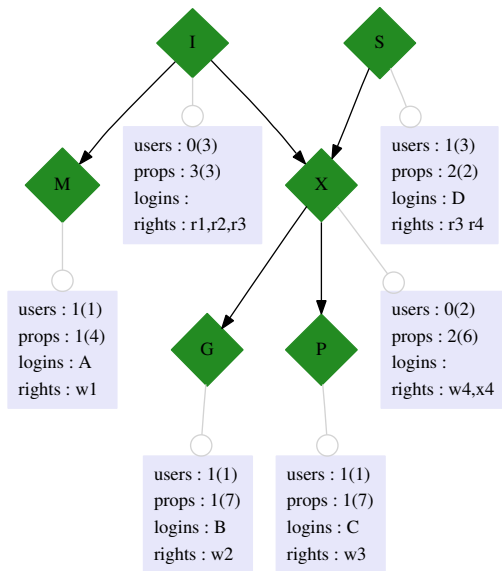 I
S
users : 0(3)
props : 3(3)
logins :
rights : r1,r2,r3
users : 1(3)
props : 2(2)
logins : D
rights : r3 r4
M
X
users : 1(1)
props : 1(4)
logins : A
rights : w1
users : 0(2)
props : 2(6)
logins :
rights : w4,x4
G
P
users : 1(1)
props : 1(7)
logins : B
rights : w2
users : 1(1)
props : 1(7)
logins : C
rights : w3